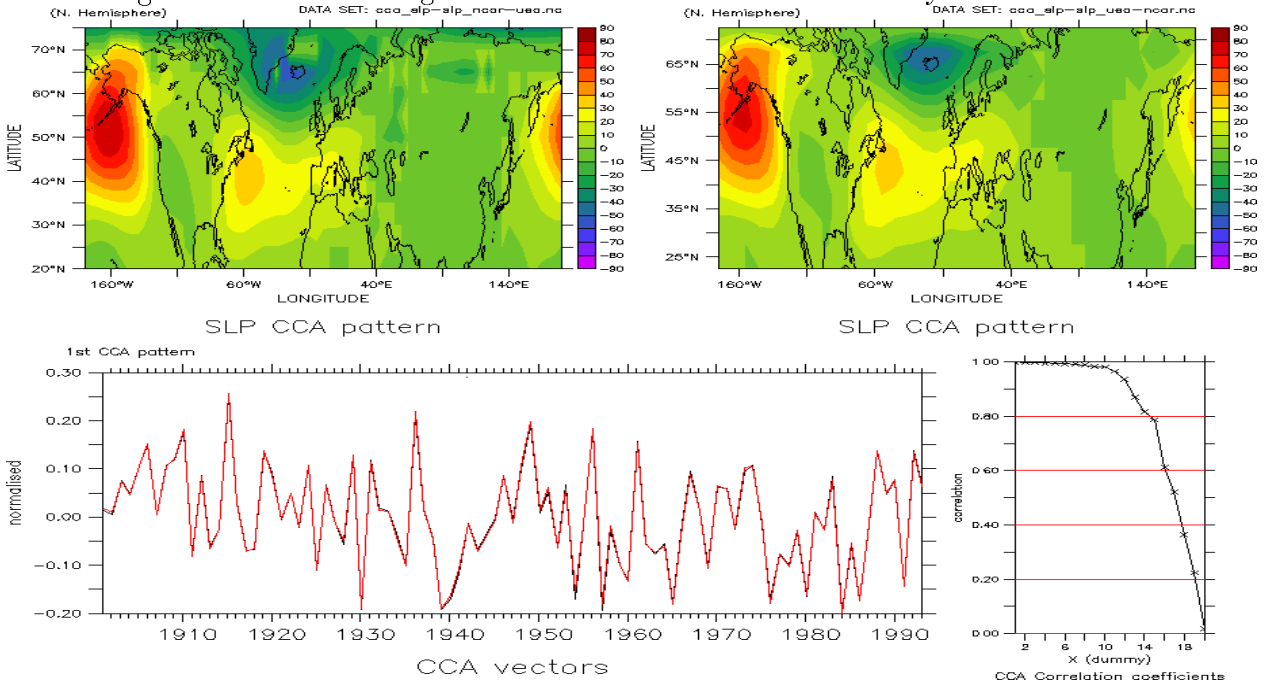 (N. Hemisphere) DATA SET: cca_slp-slp_ncar-uea.nc
70°N
60°N
50°N
40°N
30°N
20°N
LATITUDE
160°W 60°W 40°E 140°E
LONGITUDE
90
80
70
60
50
40
30
20
10
0
-10
-20
-30
-40
-50
-60
-70
-80
-90
SLP CCA pattern
(N. Hemisphere) DATA SET: cca_slp-slp_uea-ncar.nc
65°N
55°N
45°N
35°N
25°N
LATITUDE
160°W 60°W 40°E 140°E
LONGITUDE
90
80
70
60
50
40
30
20
10
0
-10
-20
-30
-40
-50
-60
-70
-80
-90
SLP CCA pattern
1st CCA pattern
0.30
0.20
0.10
0.00
-0.10
-0.20
normalised
1910 1920 1930 1940 1950 1960 1970 1980 1990
CCA vectors
1.00
0.80
0.60
0.40
0.20
0.00
correlation
2 6 10 14 18
X (dummy)
CCA Correlation coefficients